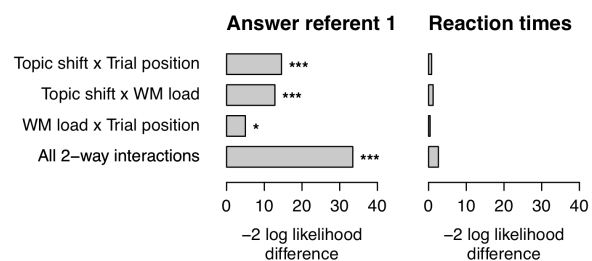 Answer referent 1
Reaction times
Topic shift x Trial position
***
Topic shift x WM load
***
WM load x Trial position
*
All 2−way interactions
***
0 10 20 30 40
0 10 20 30 40
−2 log likelihood
difference
−2 log likelihood
difference